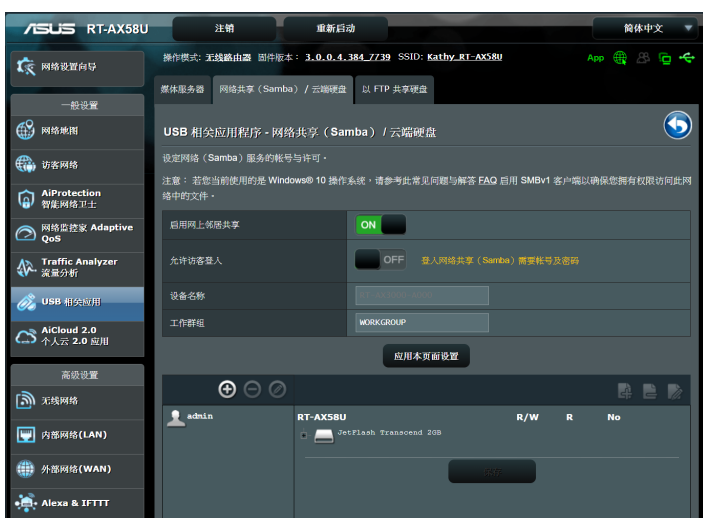 ASUS RT-AX58U 注销 重新启动 简体中文
操作模式: 无线路由器 固件版本: 3.0.0.4.384_7739 SSID: Kathy_RT-AX58U App
网络设置向导
媒体服务器 网络共享（Samba）/ 云端硬盘 以 FTP 共享硬盘
一般设置
网络地图
访客网络
AiProtection
智能网络卫士
网络监控家 Adaptive
QoS
Traffic Analyzer
流量分析
USB 相关应用
AiCloud 2.0
个人云 2.0 应用
高级设置
无线网络
内部网络(LAN)
外部网络(WAN)
Alexa & IFTTT
USB 相关应用程序 - 网络共享（Samba）/ 云端硬盘
设定网络（Samba）服务的帐号与许可。
注意：若您当前使用的是 Windows® 10 操作系统，请参考此常见问题与解答 FAQ 启用 SMBv1 客户端以确保您拥有权限访问此网
络中的文件。
启用网上邻居共享 ON
允许访客登入 OFF 登入网络共享（Samba）需要帐号及密码
设备名称
工作群组 WORKGROUP
应用本页面设置
admin RT-AX58U R/W R No
JetFlash Transcend 2GB